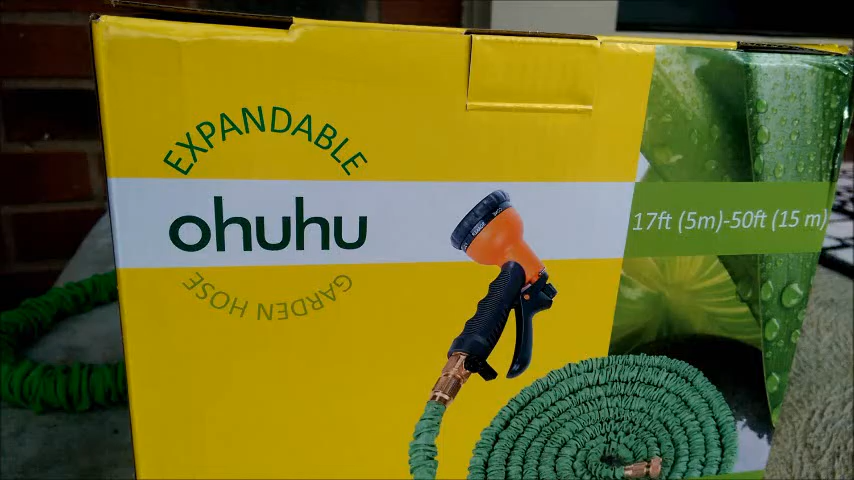 EXPANDABLE
ohuhu
GARDEN HOSE
17ft (5m)-50ft (15 m)